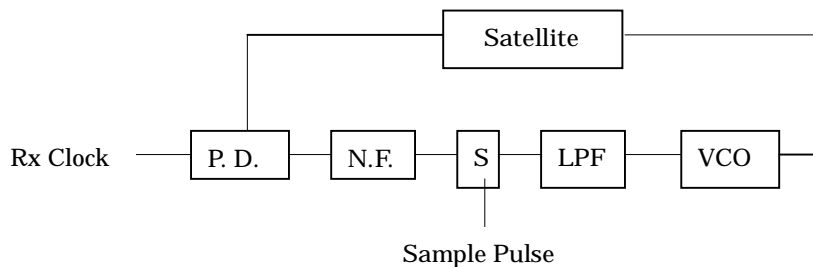 Satellite
Rx Clock
P. D.
N.F.
S
LPF
VCO
Sample Pulse